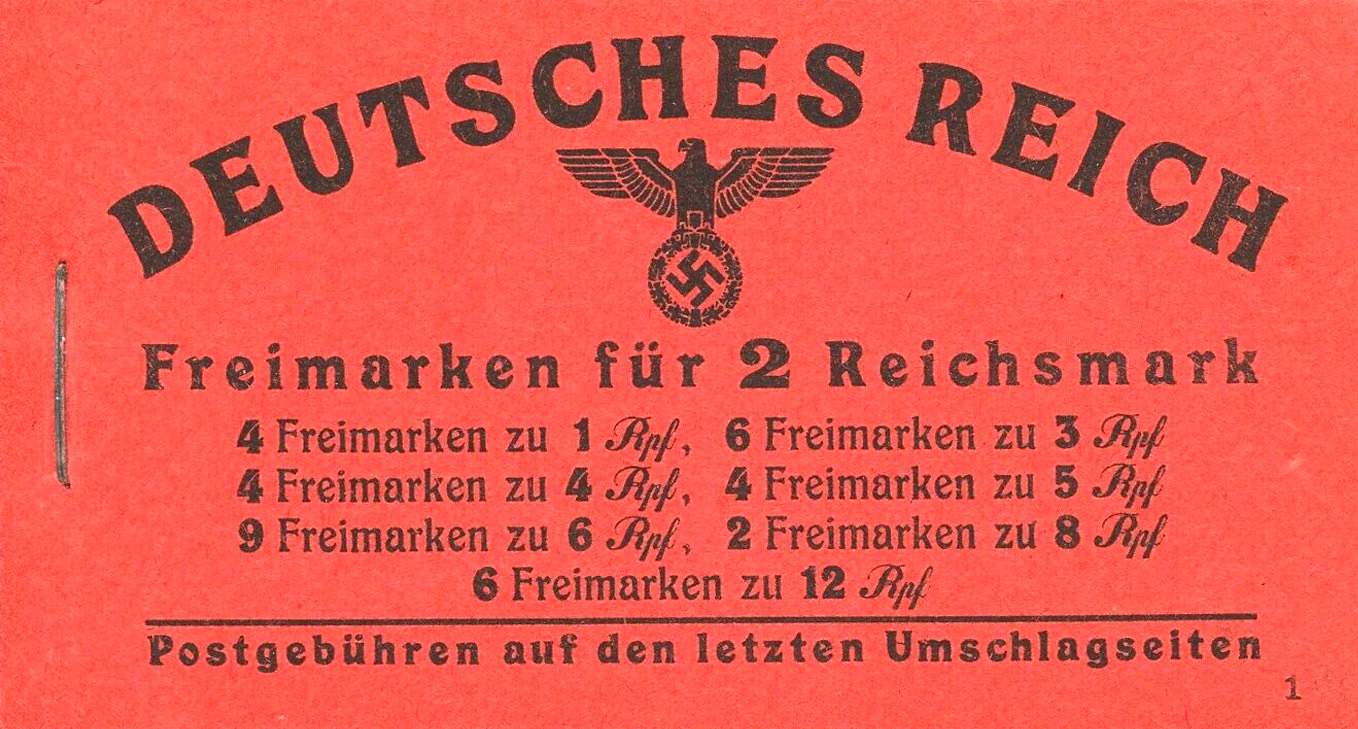 DEUTSCHES REICH
Freimarken für 2 Reichsmark
4 Freimarken zu 1 Rpf, 6 Freimarken zu 3 Rpf
4 Freimarken zu 4 Rpf, 4 Freimarken zu 5 Rpf
9 Freimarken zu 6 Rpf, 2 Freimarken zu 8 Rpf
6 Freimarken zu 12 Rpf
Postgebühren auf den letzten Umschlagseiten
1